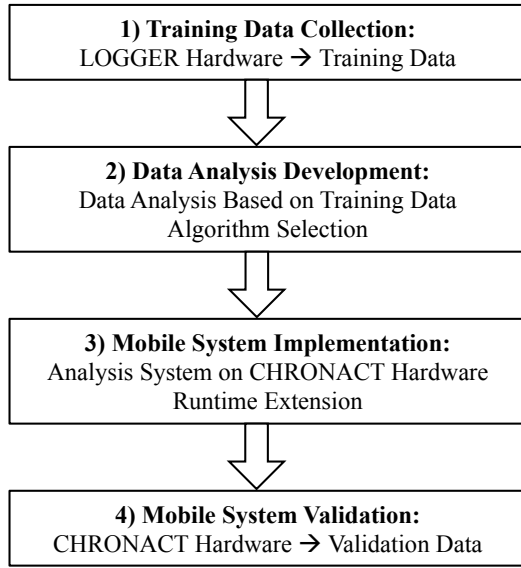 1) Training Data Collection:
LOGGER Hardware → Training Data
2) Data Analysis Development:
Data Analysis Based on Training Data
Algorithm Selection
3) Mobile System Implementation:
Analysis System on CHRONACT Hardware
Runtime Extension
4) Mobile System Validation:
CHRONACT Hardware → Validation Data